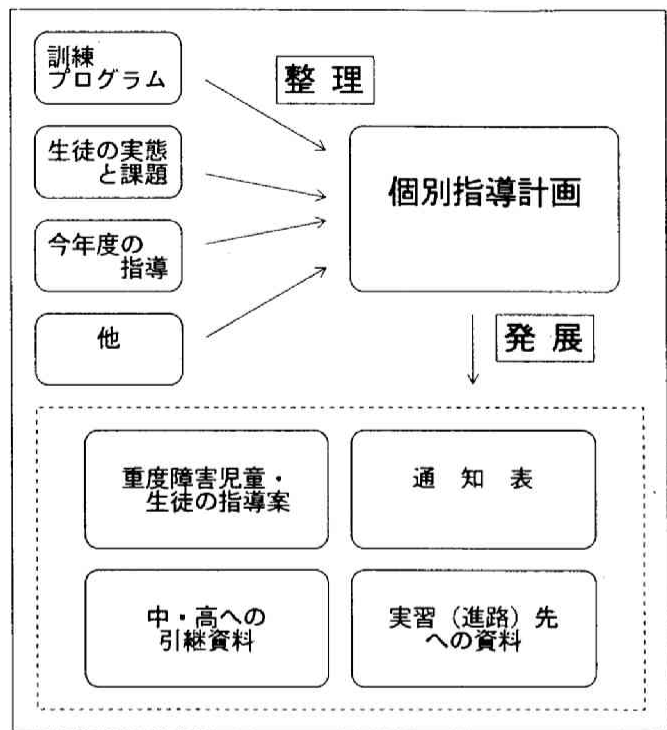 訓練
プログラム
整理
生徒の実態
と課題
個別指導計画
今年度の
指導
他
発展
重度障害児童・
生徒の指導案
通知表
中・高への
引継資料
実習（進路）先
への資料